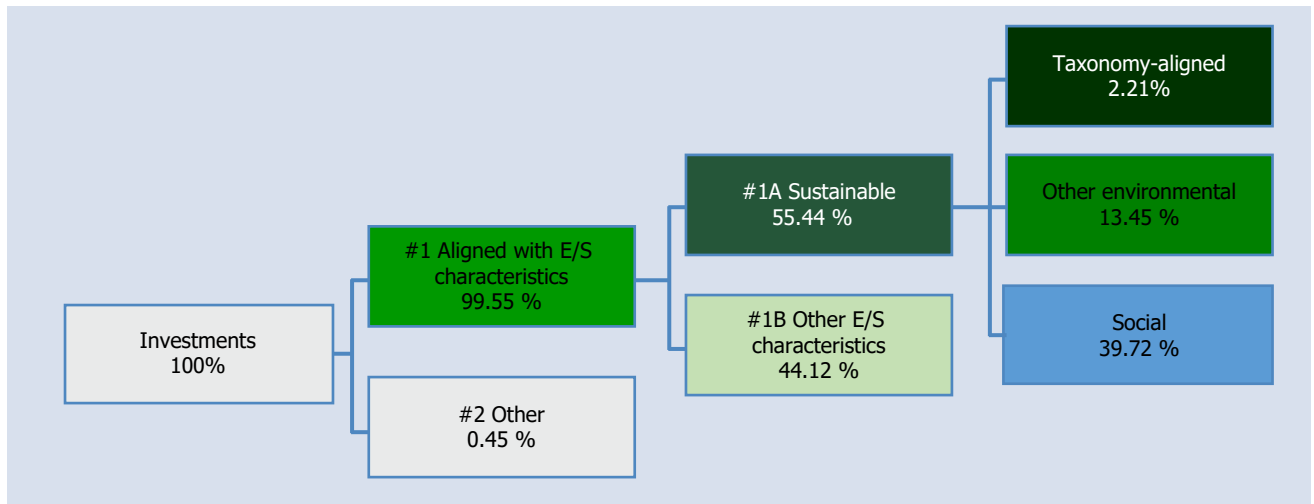 Investments
100%
#1 Aligned with E/S
characteristics
99.55 %
#2 Other
0.45 %
#1A Sustainable
55.44 %
#1B Other E/S
characteristics
44.12 %
Taxonomy-aligned
2.21%
Other environmental
13.45 %
Social
39.72 %